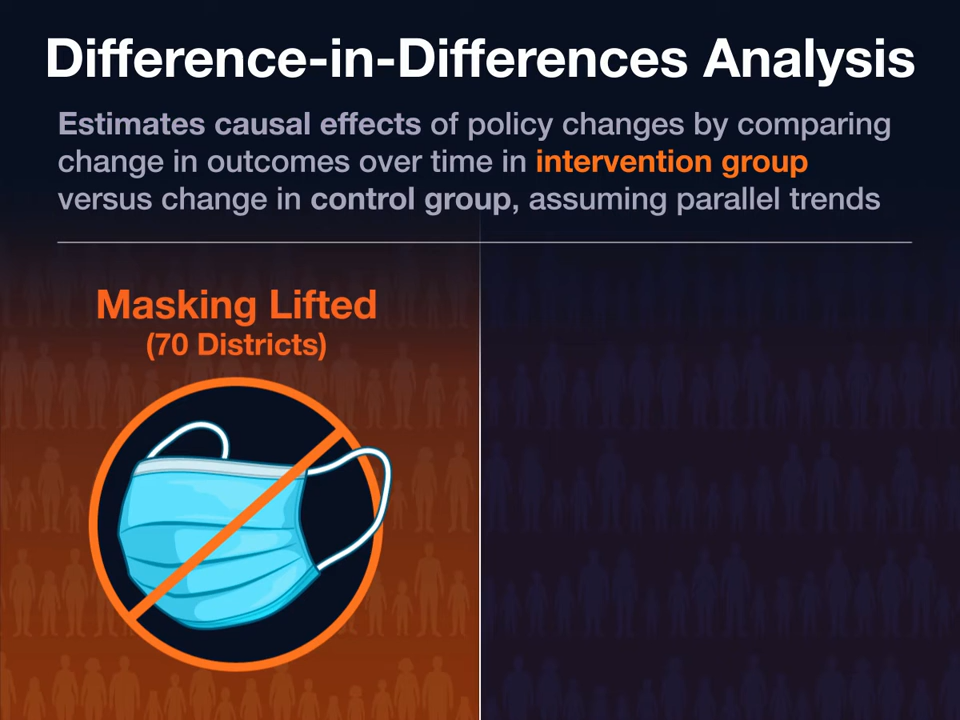 Difference-in-Differences Analysis
Estimates causal effects of policy changes by comparing
change in outcomes over time in intervention group
versus change in control group, assuming parallel trends
Masking Lifted
(70 Districts)